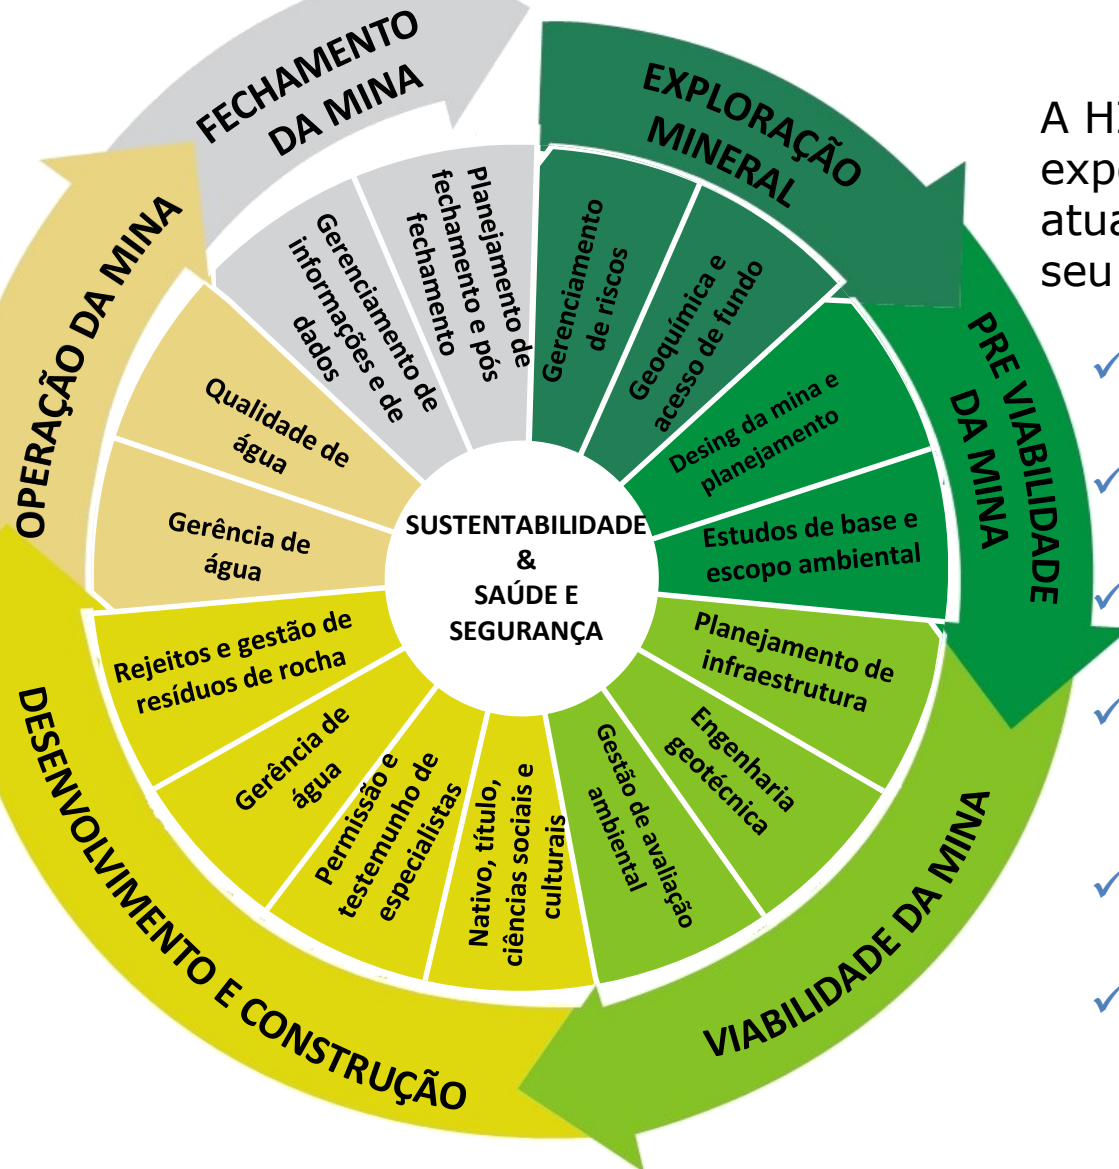 FECHAMENTO
DA MINA
EXPLORAÇÃO
MINERAL
PRE VIABILIDADE
DA MINA
VIABILIDADE DA MINA
DESENVOLVIMENTO E CONSTRUÇÃO
OPERAÇÃO DA MINA
Gerenciamento
de riscos
Geoquímica e
acesso de fundo
Desing da mina e
planejamento
Estudos de base e
escopo ambiental
Planejamento de
infraestrutura
Engenharia
geotécnica
Gestão de avaliação
ambiental
Nativo, título,
ciências sociais e
culturais
Permissão e
testemunho de
especialistas
Gerência de
água
Rejeitos e gestão de
resíduos de rocha
Gerência de
água
Qualidade de
água
Gerenciamento de
informações e de
dados
Planejamento de
fechamento e pós
fechamento
SUSTENTABILIDADE
&
SAÚDE E
SEGURANÇA
A
seu